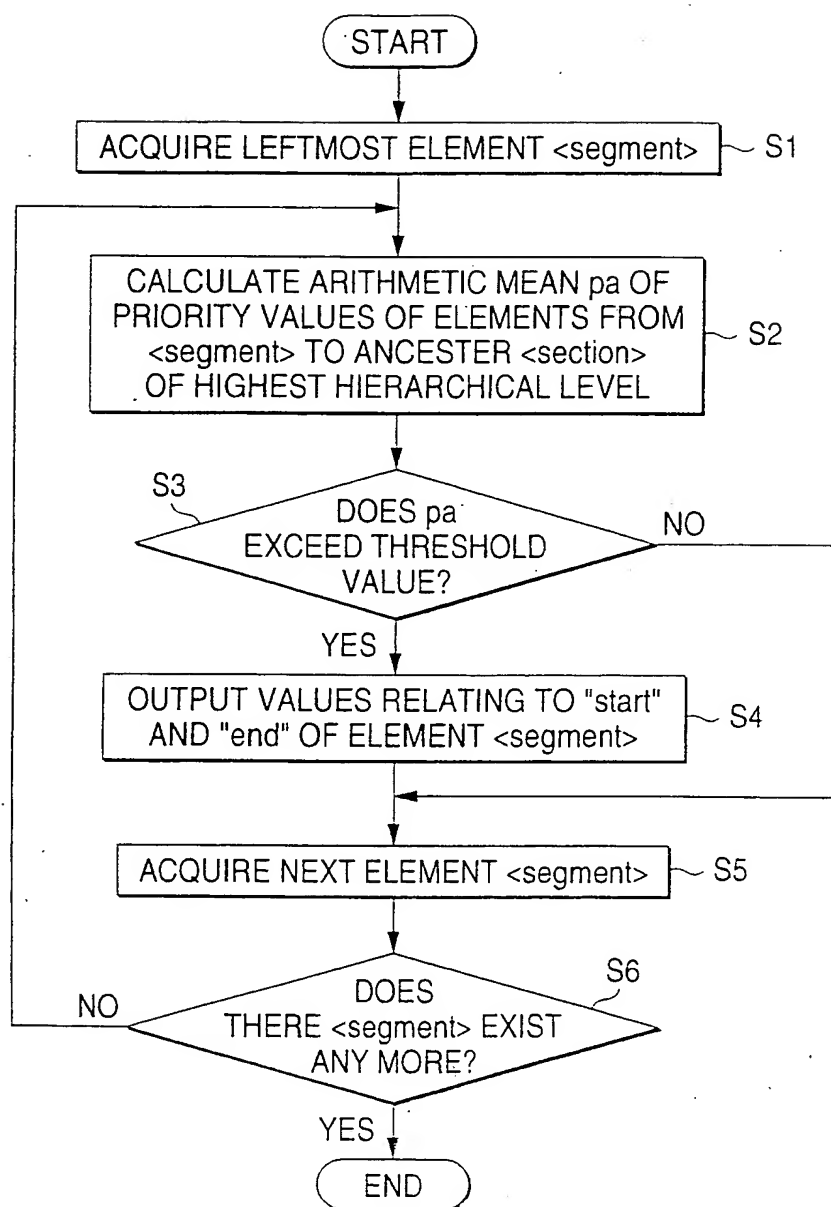 START
ACQUIRE LEFTMOST ELEMENT <segment>
S1
CALCULATE ARITHMETIC MEAN pa OF
PRIORITY VALUES OF ELEMENTS FROM
<segment> TO ANCESTER <section>
OF HIGHEST HIERARCHICAL LEVEL
S2
S3
DOES pa
EXCEED THRESHOLD
VALUE?
NO
YES
OUTPUT VALUES RELATING TO "start"
AND "end" OF ELEMENT <segment>
S4
ACQUIRE NEXT ELEMENT <segment>
S5
S6
DOES
THERE <segment> EXIST
ANY MORE?
NO
YES
END